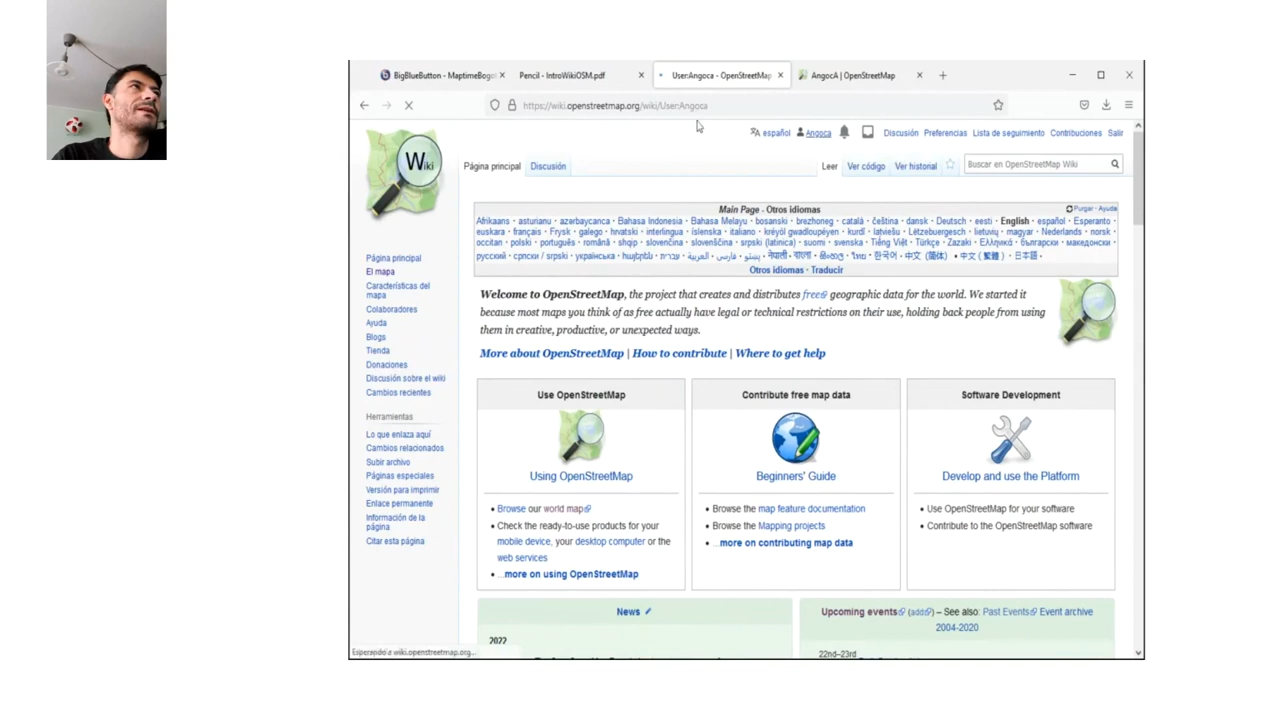 BigBlueButton - MaptimeBogo
Pencil - IntroWikiOSM.pdf
User:Angoca - OpenStreetMap
AngocA | OpenStreetMap
https://wiki.openstreetmap.org/wiki/User:Angoca
español Angoca Discusión Preferencias Lista de seguimiento Contribuciones Salir
Wiki
Página principal Discusión Leer Ver código Ver historial Buscar en OpenStreetMap Wiki
Main Page - Otros idiomas Purgar - Ayuda
Afrikaans · asturianu · azərbaycanca · Bahasa Indonesia · Bahasa Melayu · bosanski · brezhoneg · català · čeština · dansk · Deutsch · eesti · English · español · Esperanto ·
euskara · français · Frysk · galego · hrvatski · interlingua · íslenska · italiano · kréyòl gwadloupéyen · kurdî · latviešu · Lëtzebuergesch · lietuvių · magyar · Nederlands · norsk ·
occitan · polski · português · română · shqip · slovenčina · slovenščina · srpski (latinica) · suomi · svenska · Tiếng Việt · Türkçe · Zazaki · Ελληνικά · български · македонски ·
русский · српски / srpski · українська · հայերեն · עברית · العربية · فارسی · پښتو · नेपाली · বাংলা · සිංහල · ไทย · 한국어 · 中文 (简体) · 中文 (繁體) · 日本語 ·
Otros idiomas · Traducir
Página principal
El mapa
Características del
mapa
Colaboradores
Ayuda
Blogs
Tienda
Donaciones
Discusión sobre el wiki
Cambios recientes
Herramientas
Lo que enlaza aquí
Cambios relacionados
Subir archivo
Páginas especiales
Versión para imprimir
Enlace permanente
Información de la
página
Citar esta página
Welcome to OpenStreetMap, the project that creates and distributes free geographic data for the world. We started it
because most maps you think of as free actually have legal or technical restrictions on their use, holding back people from using
them in creative, productive, or unexpected ways.
More about OpenStreetMap | How to contribute | Where to get help
Use OpenStreetMap
Using OpenStreetMap
• Browse our world map
• Check the ready-to-use products for your
mobile device, your desktop computer or the
web services
• ...more on using OpenStreetMap
Contribute free map data
Beginners' Guide
• Browse the map feature documentation
• Browse the Mapping projects
• ...more on contributing map data
Software Development
Develop and use the Platform
• Use OpenStreetMap for your software
• Contribute to the OpenStreetMap software
News
2022
Upcoming events (add) – See also: Past Events Event archive
2004-2020
22nd–23rd
Esperando a wiki.openstreetmap.org...